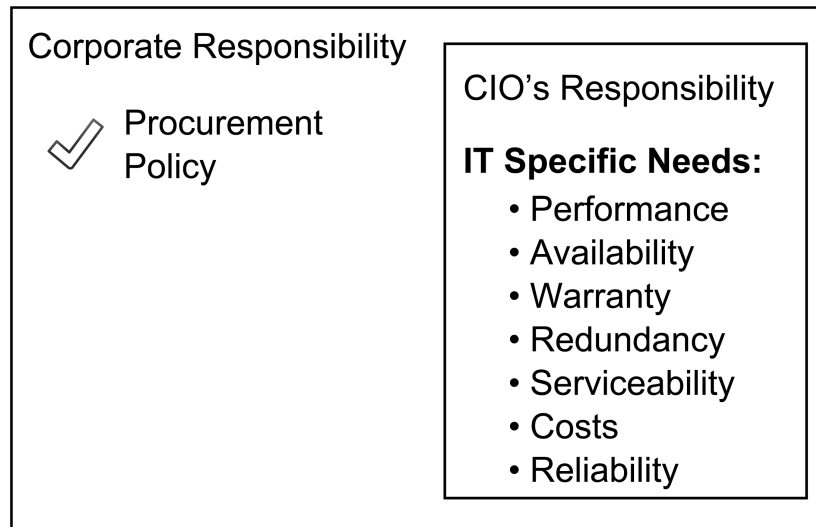 Corporate Responsibility
Procurement
Policy
CIO’s Responsibility
IT Specific Needs:
• Performance
• Availability
• Warranty
• Redundancy
• Serviceability
• Costs
• Reliability